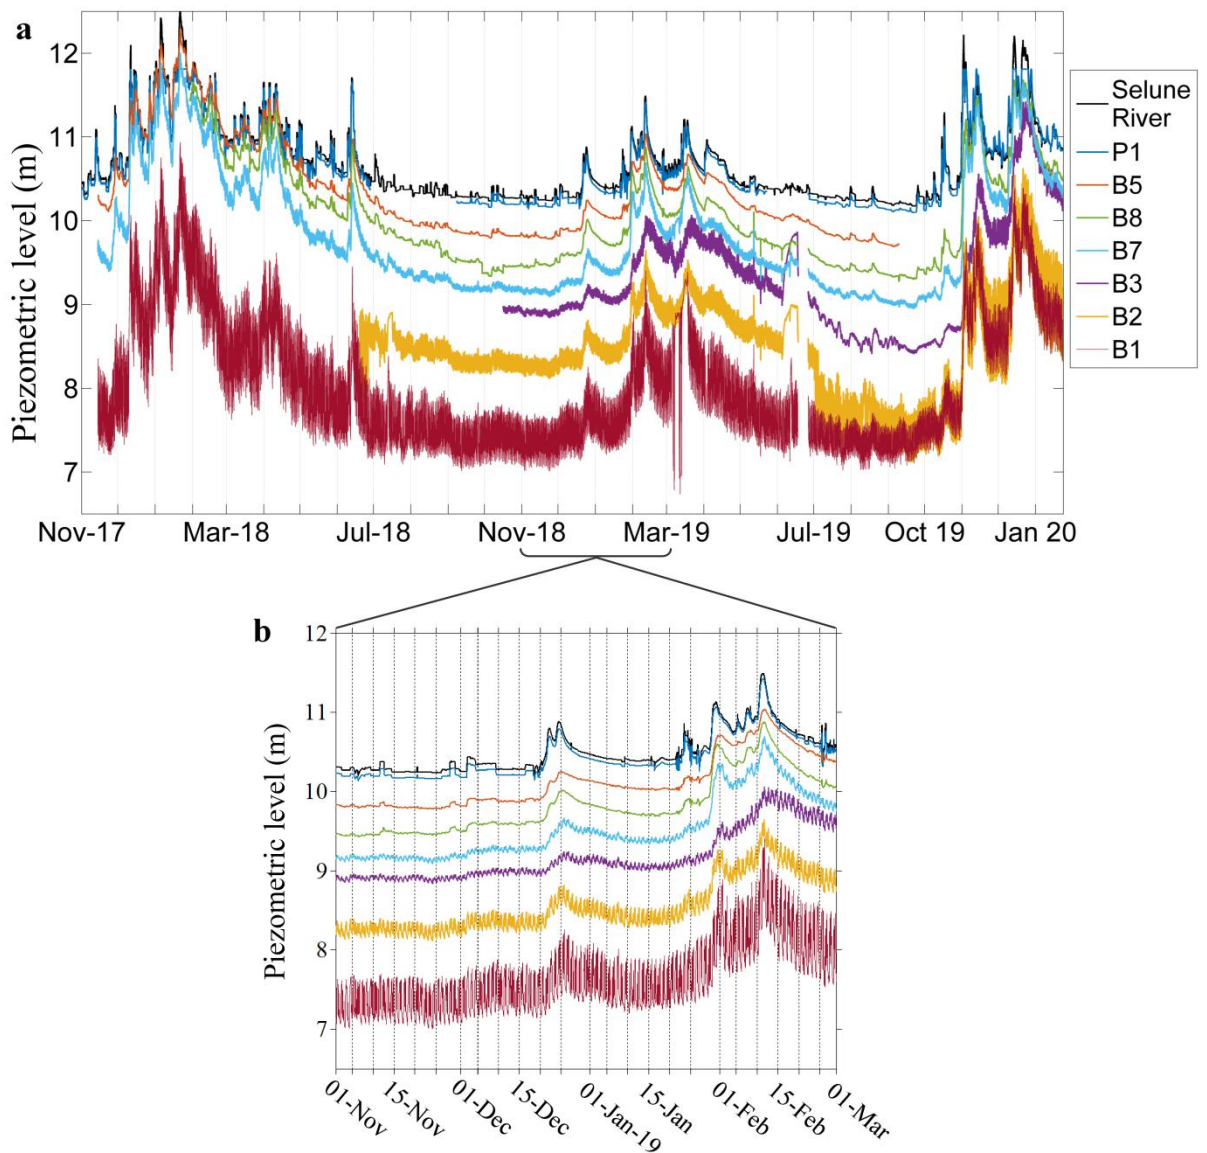 a
Piezometric level (m)
12
11
10
9
8
7
Nov-17 Mar-18 Jul-18 Nov-18 Mar-19 Jul-19 Oct 19 Jan 20
Selune
River
P1
B5
B8
B7
B3
B2
B1
b
Piezometric level (m)
12
11
10
9
8
7
01-Nov 15-Nov 01-Dec 15-Dec 01-Jan-19 15-Jan 01-Feb 15-Feb 01-Mar